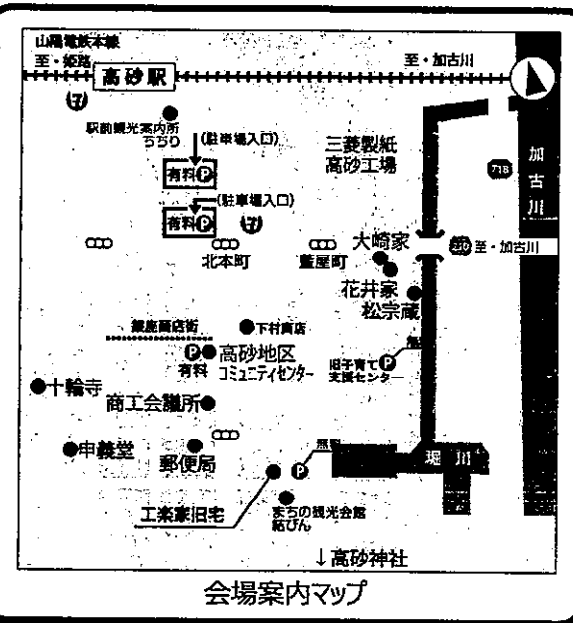 山陽電鉄本線
至・姫路
至・加古川
高砂駅
駅前観光案内所
(駐車場入口)
三菱製紙
高砂工場
加古川
718
有料P
(駐車場入口)
有料P
大崎家
至・加古川
北本町
藍屋町
花井家
松宗蔵
銀座商店街
下村商店
P
有料
高砂地区
コミュニティセンター
旧子育て
支援センター
P
十輪寺
商工会議所
申義堂
郵便局
P
堀川
工楽家旧宅
まちの観光会館
結びん
↓高砂神社
会場案内マップ